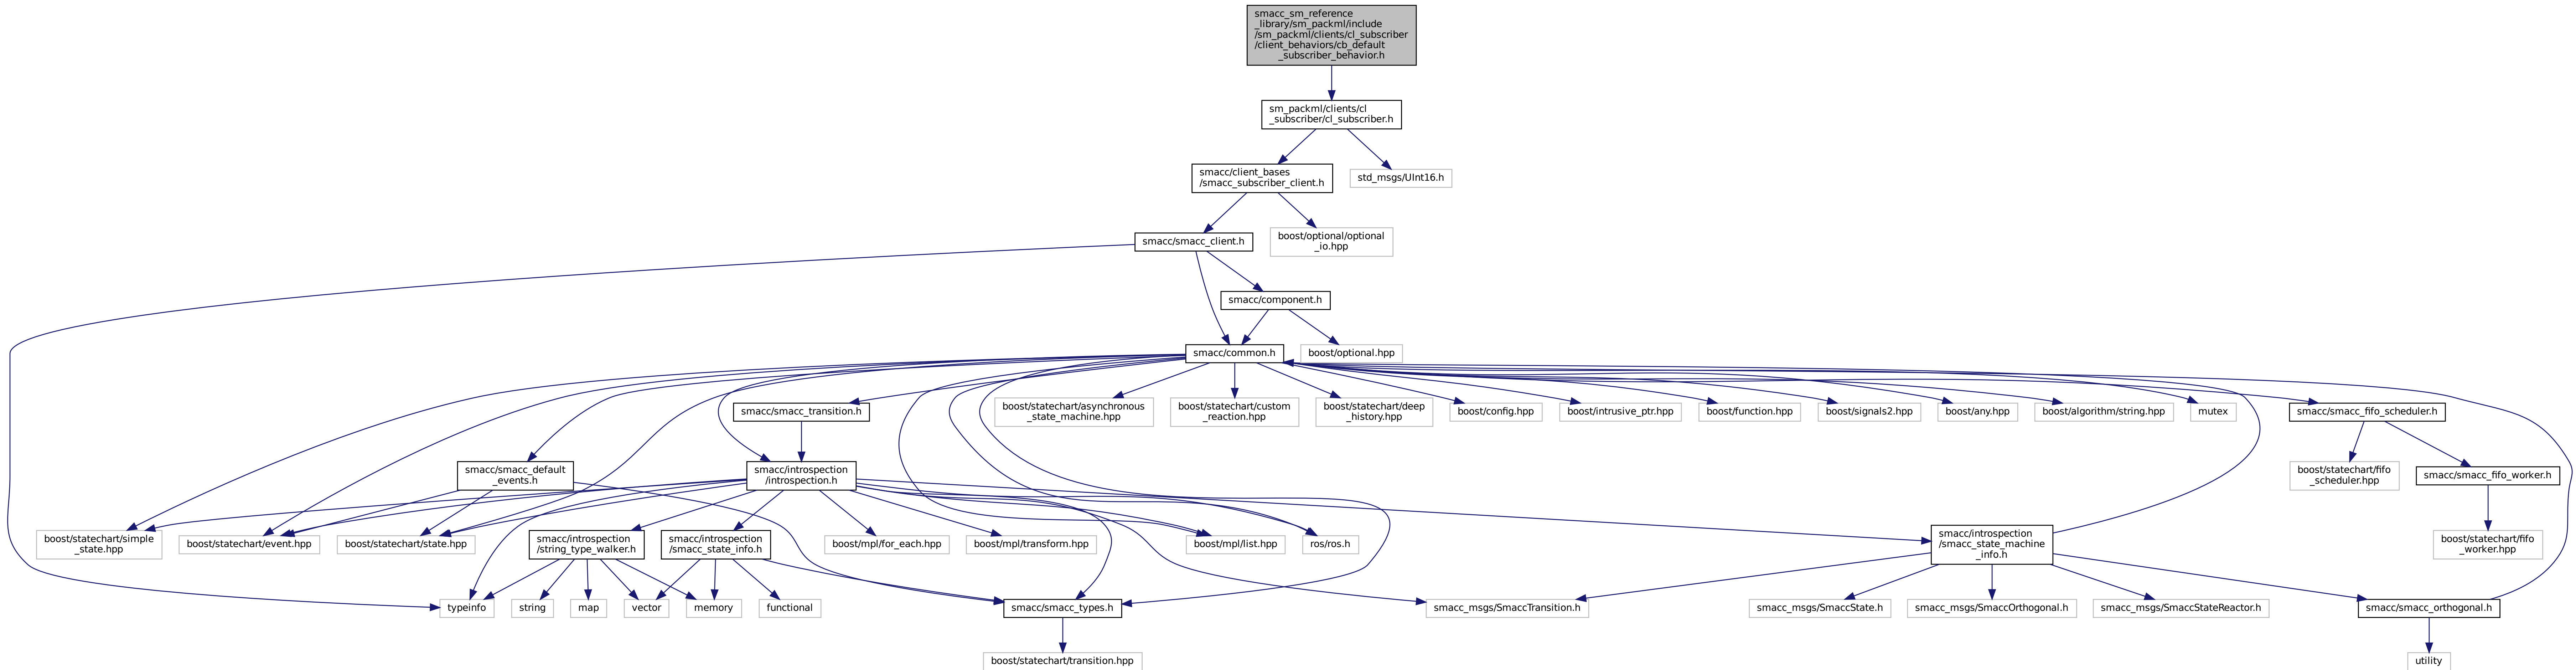 smacc_sm_reference
_library/sm_packml/include
/sm_packml/clients/cl_subscriber
/client_behaviors/cb_default
_subscriber_behavior.h
sm_packml/clients/cl
_subscriber/cl_subscriber.h
smacc/client_bases
/smacc_subscriber_client.h
std_msgs/UInt16.h
smacc/smacc_client.h
boost/optional/optional
_io.hpp
smacc/component.h
smacc/common.h
boost/optional.hpp
smacc/smacc_transition.h
boost/statechart/asynchronous
_state_machine.hpp
boost/statechart/custom
_reaction.hpp
boost/statechart/deep
_history.hpp
boost/config.hpp
boost/intrusive_ptr.hpp
boost/function.hpp
boost/signals2.hpp
boost/any.hpp
boost/algorithm/string.hpp
mutex
smacc/smacc_fifo_scheduler.h
smacc/smacc_default
_events.h
smacc/introspection
/introspection.h
boost/statechart/fifo
_scheduler.hpp
smacc/smacc_fifo_worker.h
boost/statechart/simple
_state.hpp
boost/statechart/event.hpp
boost/statechart/state.hpp
smacc/introspection
/string_type_walker.h
smacc/introspection
/smacc_state_info.h
boost/mpl/for_each.hpp
boost/mpl/transform.hpp
boost/mpl/list.hpp
ros/ros.h
smacc/introspection
/smacc_state_machine
_info.h
boost/statechart/fifo
_worker.hpp
typeinfo
string
map
vector
memory
functional
smacc/smacc_types.h
smacc_msgs/SmaccTransition.h
smacc_msgs/SmaccState.h
smacc_msgs/SmaccOrthogonal.h
smacc_msgs/SmaccStateReactor.h
smacc/smacc_orthogonal.h
boost/statechart/transition.hpp
utility